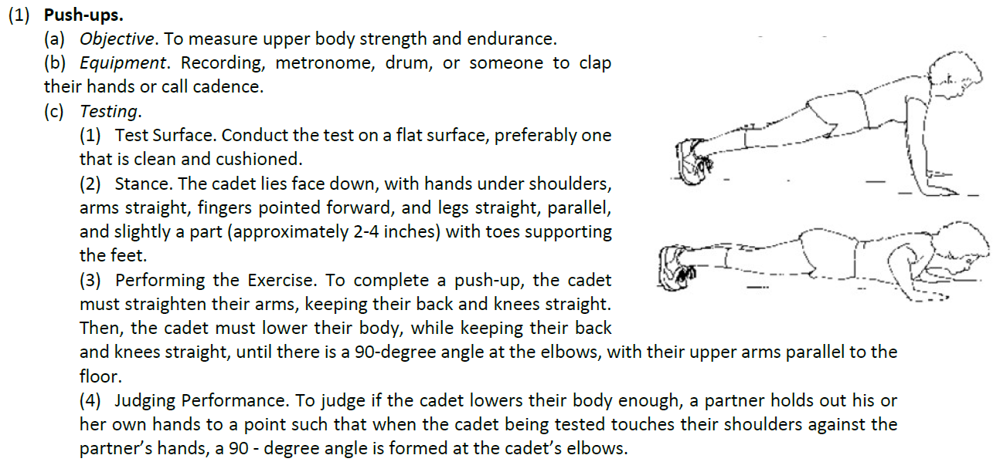 (1) Push-ups.
(a) Objective. To measure upper body strength and endurance.
(b) Equipment. Recording, metronome, drum, or someone to clap
their hands or call cadence.
(c) Testing.
(1) Test Surface. Conduct the test on a flat surface, preferably one
that is clean and cushioned.
(2) Stance. The cadet lies face down, with hands under shoulders,
arms straight, fingers pointed forward, and legs straight, parallel,
and slightly a part (approximately 2-4 inches) with toes supporting
the feet.
(3) Performing the Exercise. To complete a push-up, the cadet
must straighten their arms, keeping their back and knees straight.
Then, the cadet must lower their body, while keeping their back
and knees straight, until there is a 90-degree angle at the elbows, with their upper arms parallel to the
floor.
(4) Judging Performance. To judge if the cadet lowers their body enough, a partner holds out his or
her own hands to a point such that when the cadet being tested touches their shoulders against the
partner’s hands, a 90 - degree angle is formed at the cadet’s elbows.